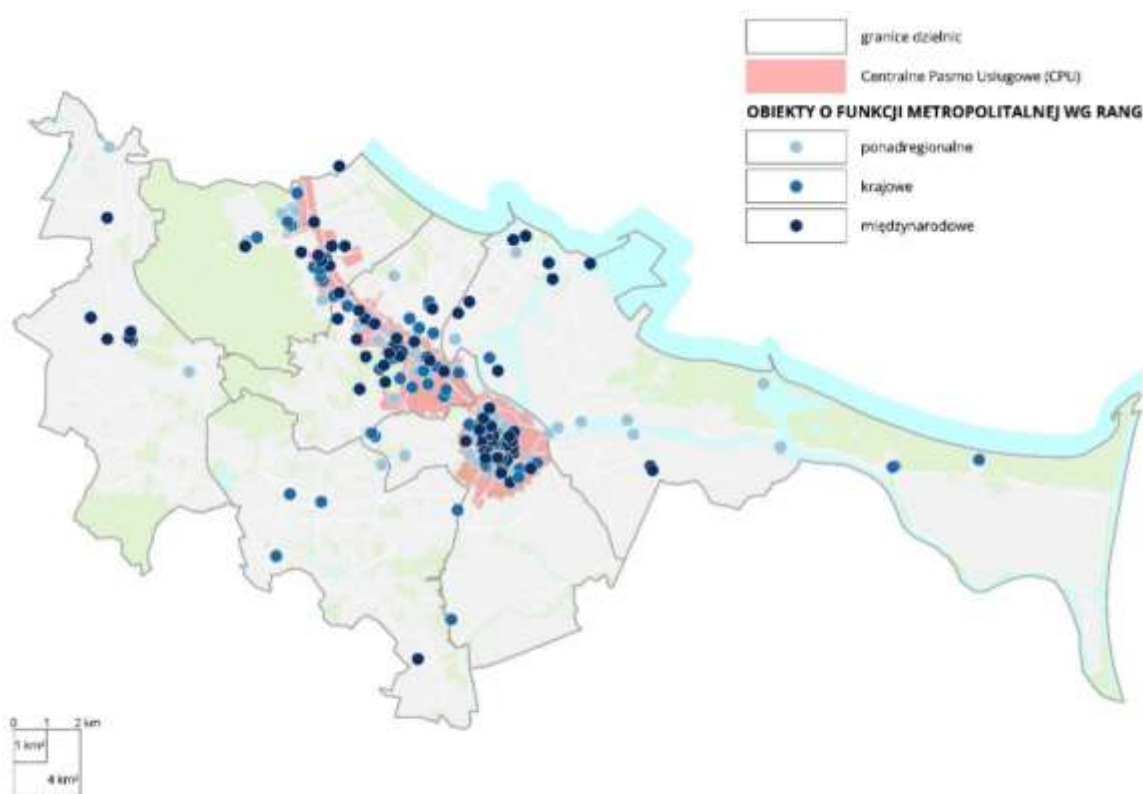 granice dzielnic
Centralne Pasmo Usługowe (CPU)
OBIEKTY O FUNKCJI METROPOLITALNEJ WG RANG
ponadregionalne
krajowe
międzynarodowe
0 1 2 km
1 km²
4 km²